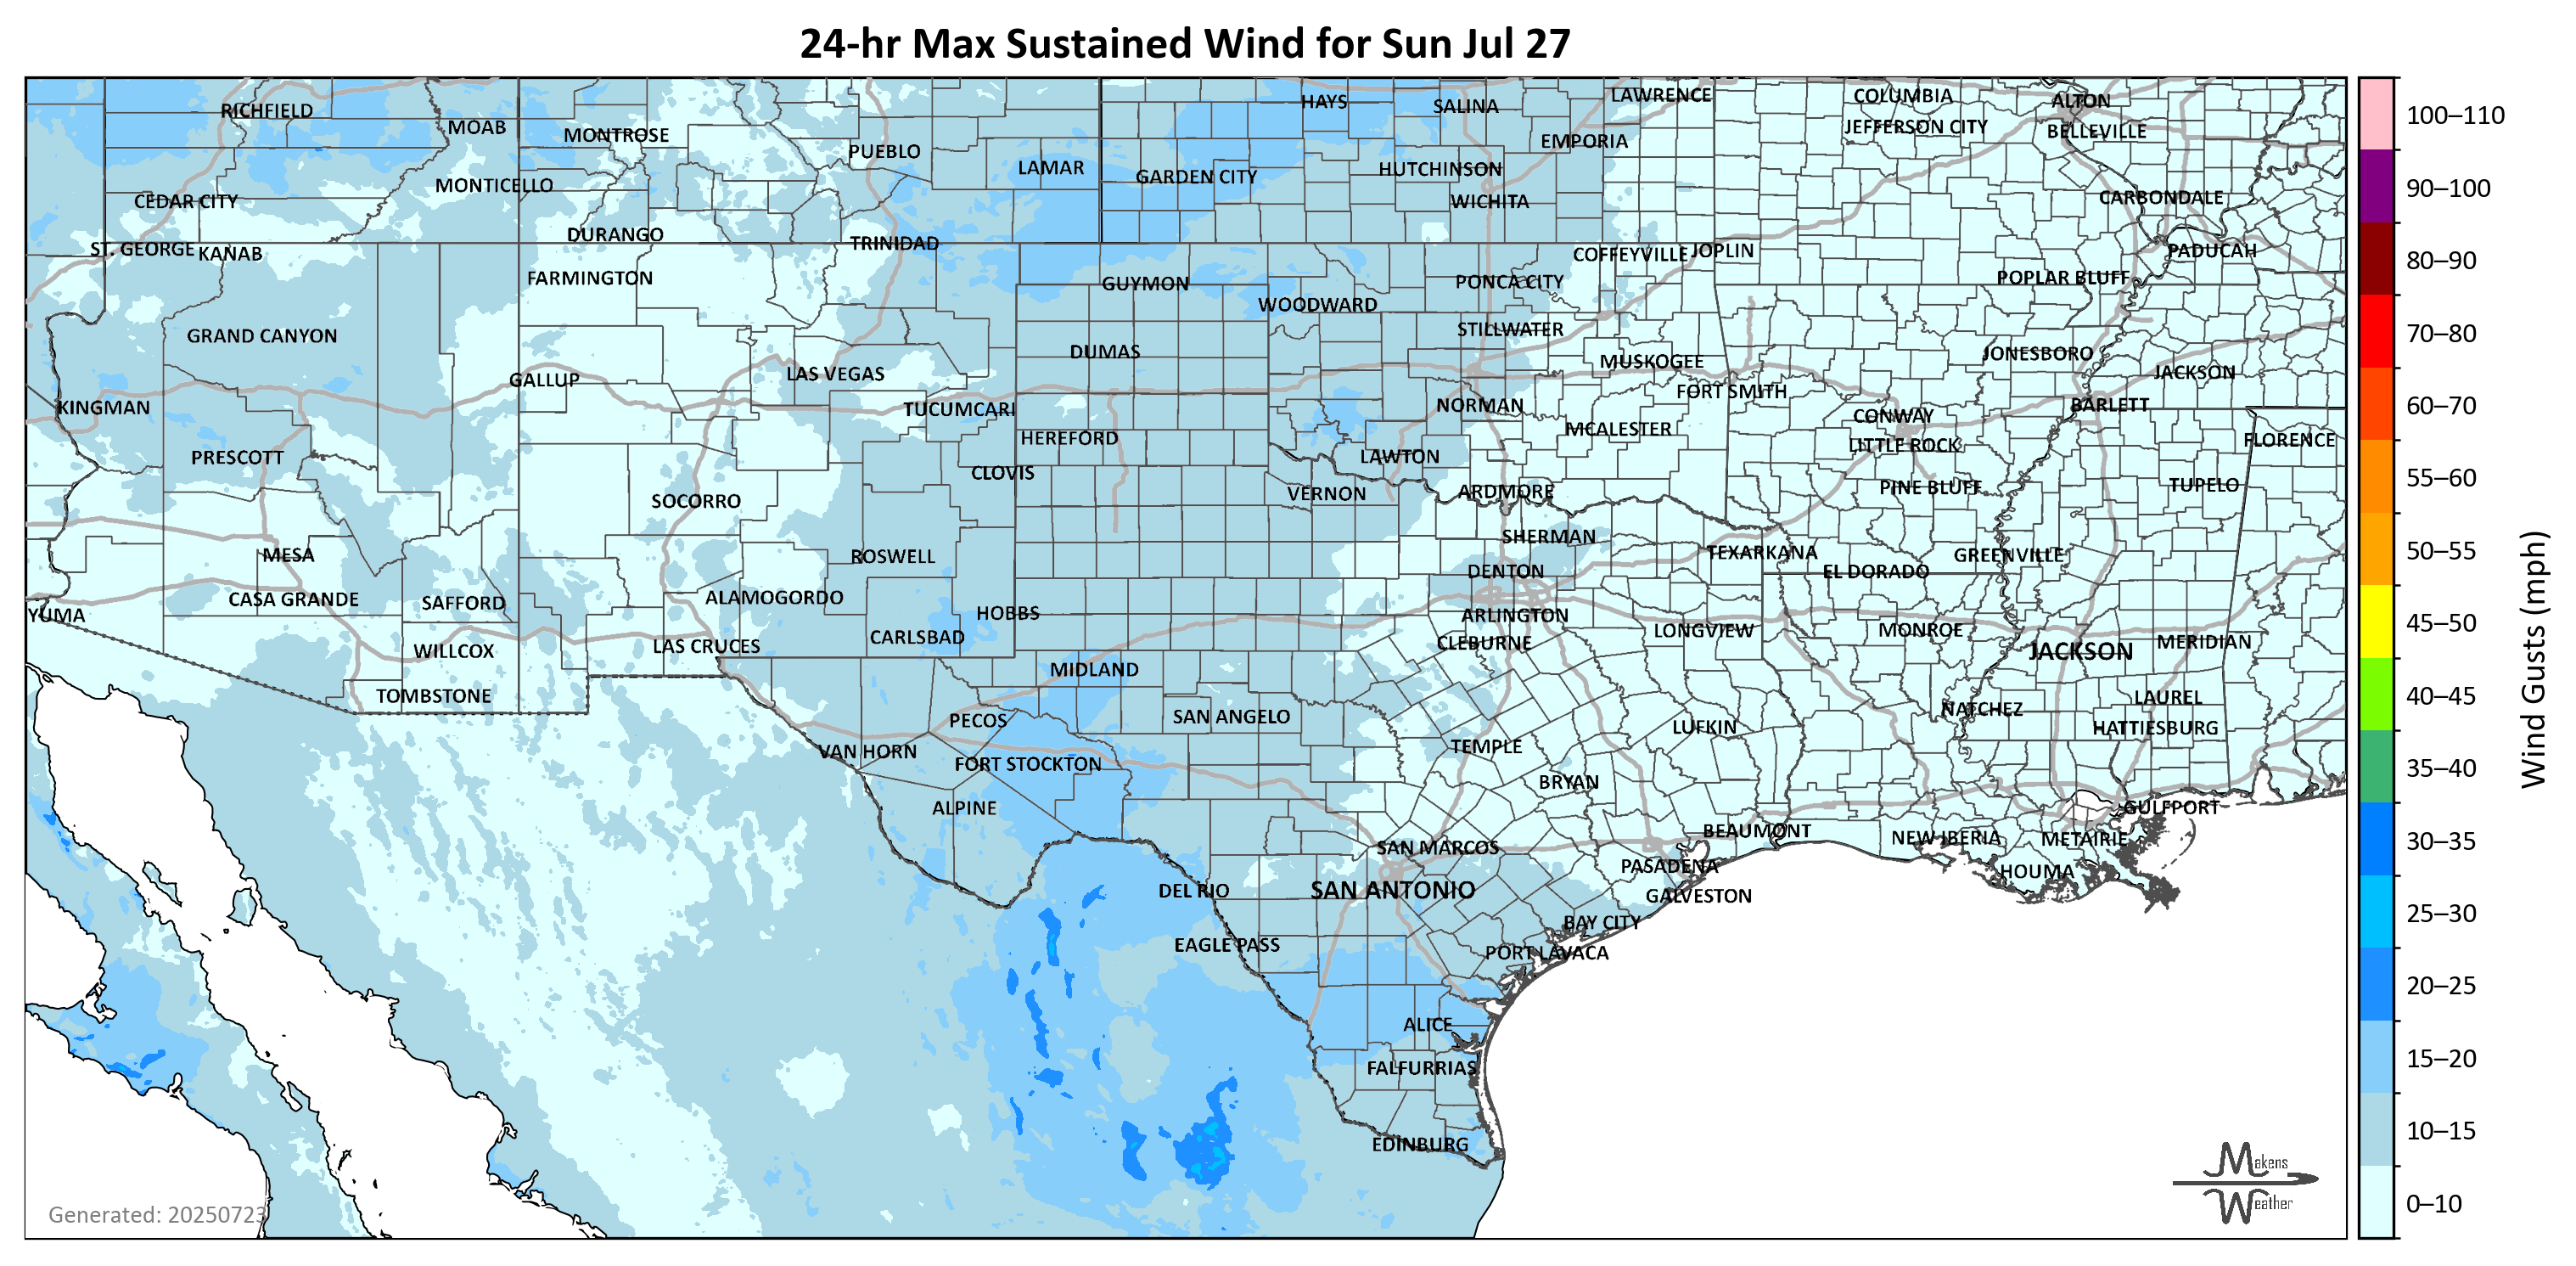 24-hr Max Sustained Wind for Sun Jul 27
RICHFIELD
MOAB
MONTROSE
PUEBLO
LAMAR
HAYS
SALINA
LAWRENCE
COLUMBIA
ALTON
GARDEN CITY
HUTCHINSON
EMPORIA
JEFFERSON CITY
BELLEVILLE
CEDAR CITY
MONTICELLO
WICHITA
CARBONDALE
ST. GEORGE
KANAB
DURANGO
TRINIDAD
COFFEYVILLE
JOPLIN
PADUCAH
FARMINGTON
GUYMON
WOODWARD
PONCA CITY
POPLAR BLUFF
GRAND CANYON
DUMAS
STILLWATER
MUSKOGEE
JONESBORO
GALLUP
LAS VEGAS
FORT SMITH
JACKSON
KINGMAN
TUCUMCARI
NORMAN
CONWAY
BARLETT
PRESCOTT
HEREFORD
MCALESTER
LITTLE ROCK
FLORENCE
CLOVIS
LAWTON
SOCORRO
VERNON
ARDMORE
PINE BLUFF
TUPELO
MESA
ROSWELL
SHERMAN
TEXARKANA
GREENVILLE
DENTON
EL DORADO
YUMA
CASA GRANDE
SAFFORD
ALAMOGORDO
HOBBS
ARLINGTON
WILLCOX
LAS CRUCES
CARLSBAD
CLEBURNE
LONGVIEW
MONROE
JACKSON
MERIDIAN
TOMBSTONE
MIDLAND
LAUREL
PECOS
SAN ANGELO
LUFKIN
NATCHEZ
HATTIESBURG
VAN HORN
FORT STOCKTON
TEMPLE
ALPINE
BRYAN
GULFPORT
SAN MARCOS
BEAUMONT
NEW IBERIA
METAIRIE
DEL RIO
SAN ANTONIO
PASADENA
HOUMA
GALVESTON
EAGLE PASS
BAY CITY
PORT LAVACA
ALICE
FALFURRIAS
EDINBURG
Generated: 20250723
Makens
Weather
100–110
90–100
80–90
70–80
60–70
55–60
50–55
45–50
40–45
35–40
30–35
25–30
20–25
15–20
10–15
0–10
Wind Gusts (mph)